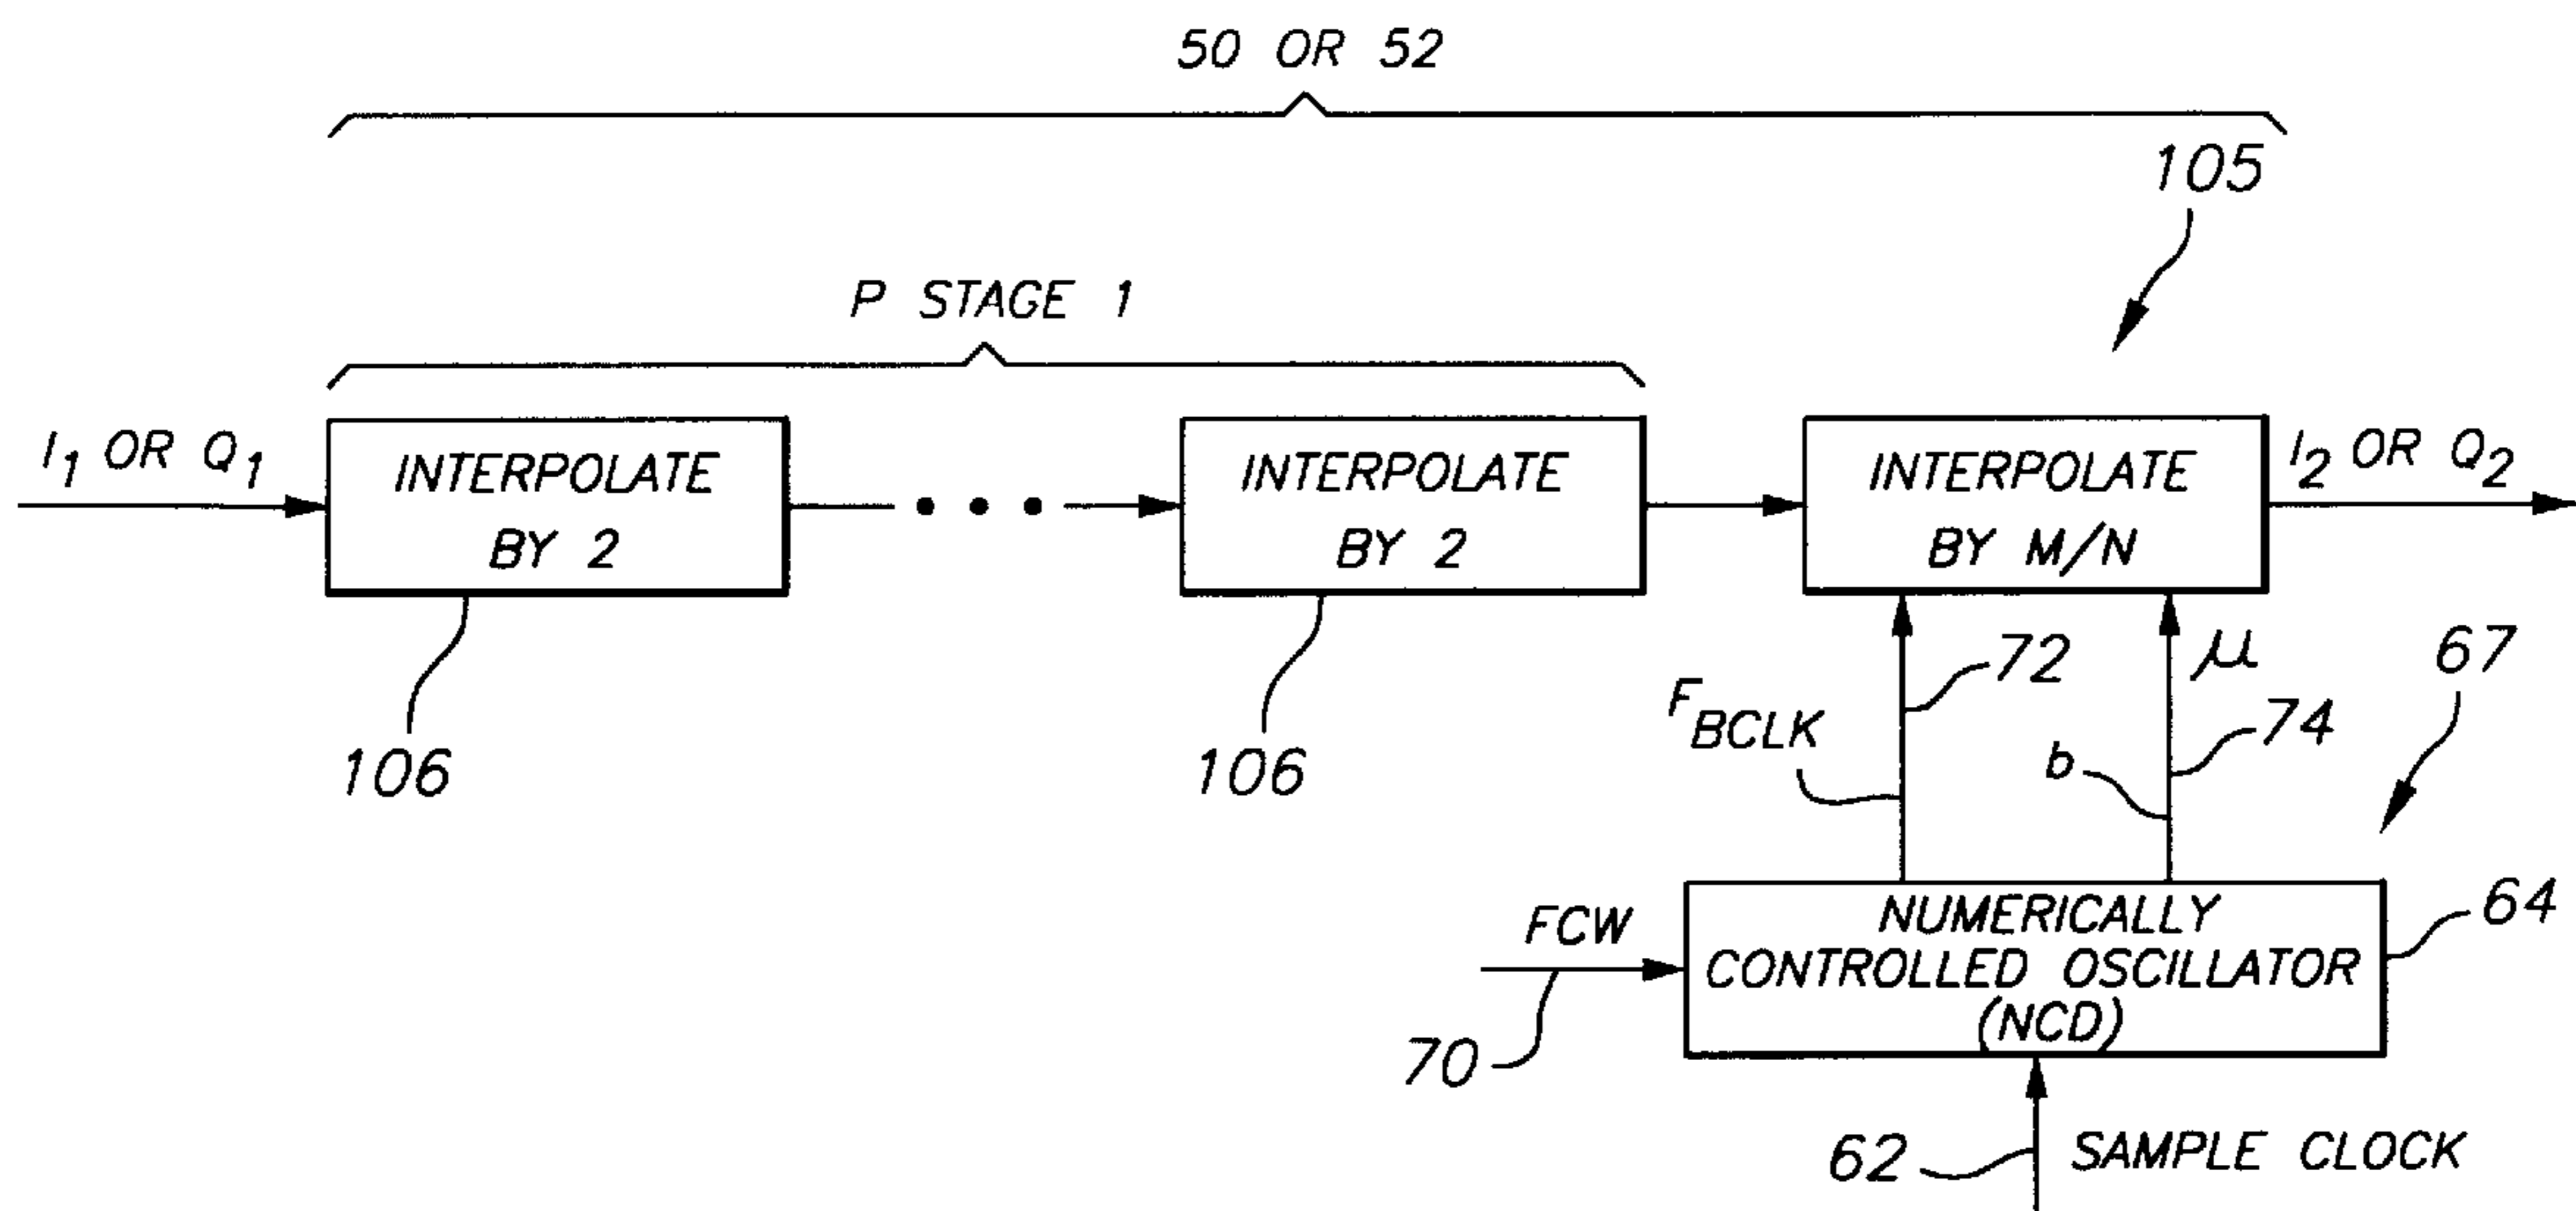 50 OR 52
105
P STAGE 1
I1 OR Q1
INTERPOLATE
BY 2
INTERPOLATE
BY 2
INTERPOLATE
BY M/N
I2 OR Q2
106
106
FBCLK
72
μ
74
b
67
FCW
70
NUMERICALLY
CONTROLLED OSCILLATOR
(NCD)
64
62
SAMPLE CLOCK